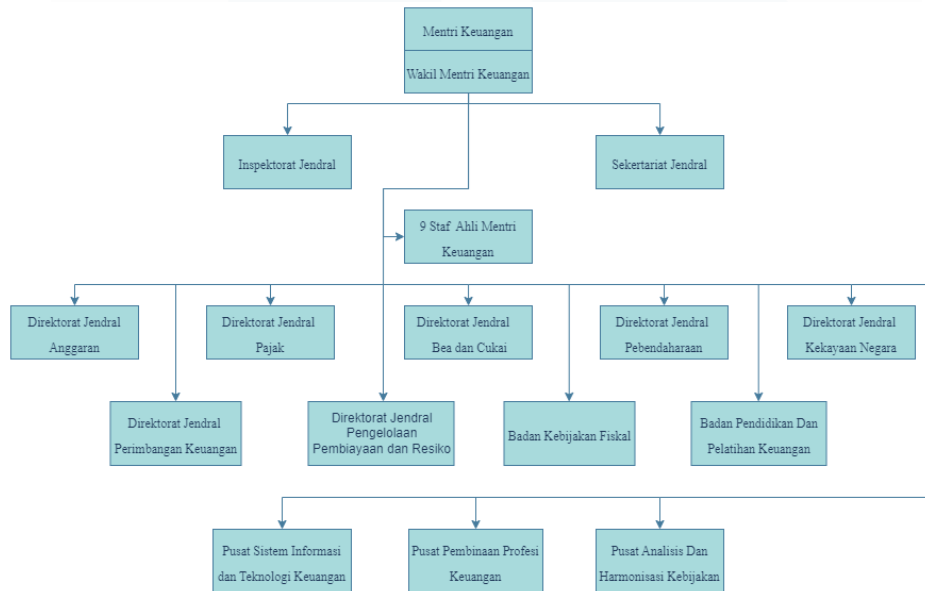 Mentri Keuangan
Wakil Mentri Keuangan
Inspektorat Jendral
Sekertariat Jendral
9 Staf Ahli Mentri
Keuangan
Direktorat Jendral
Anggaran
Direktorat Jendral
Pajak
Direktorat Jendral
Bea dan Cukai
Direktorat Jendral
Pebendaharaan
Direktorat Jendral
Kekayaan Negara
Direktorat Jendral
Perimbangan Keuangan
Direktorat Jendral
Pengelolaan
Pembiayaan dan Resiko
Badan Kebijakan Fiskal
Badan Pendidikan Dan
Pelatihan Keuangan
Pusat Sistem Informasi
dan Teknologi Keuangan
Pusat Pembinaan Profesi
Keuangan
Pusat Analisis Dan
Harmonisasi Kebijakan